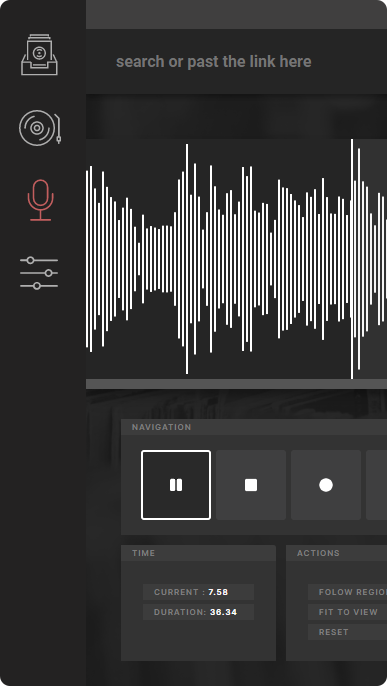 search or past the link here
NAVIGATION
TIME
CURRENT : 7.58
DURATION: 36.34
ACTIONS
FOLOW REGIO
FIT TO VIEW
RESET